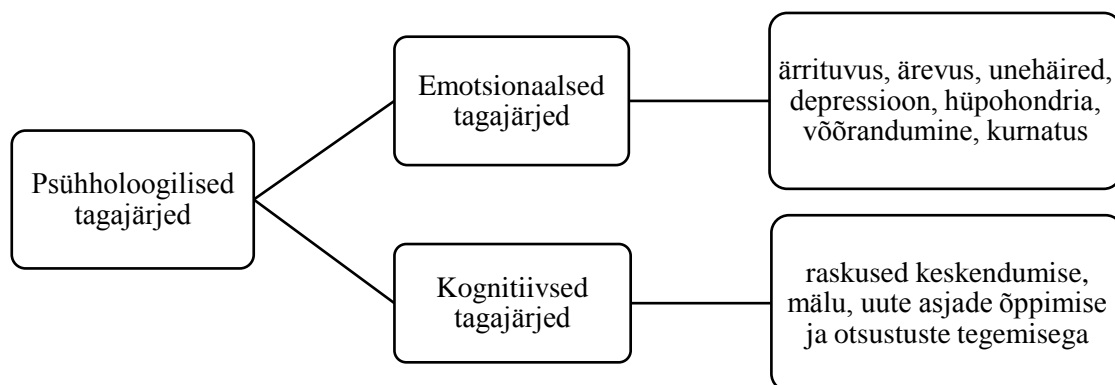 Psühholoogilised
tagajärjed
Emotsionaalsed
tagajärjed
ärrituvus, ärevus, unehäired,
depressioon, hüpohondria,
võõrandumine, kurnatus
Kognitiivsed
tagajärjed
raskused keskendumise,
mälu, uute asjade õppimise
ja otsustuste tegemisega